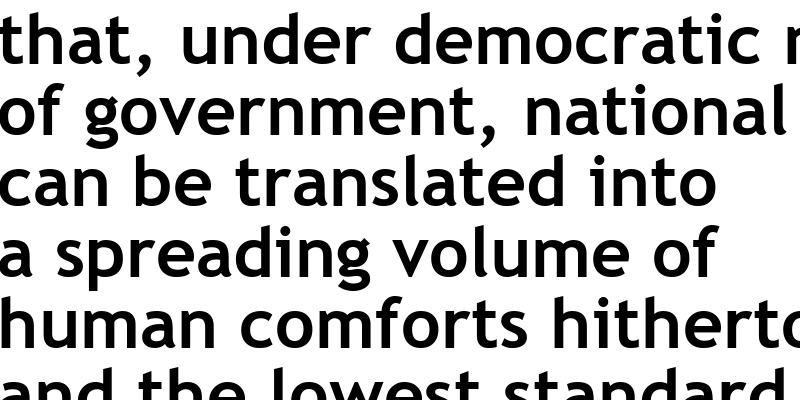 that, under democratic
of government, national
can be translated into
a spreading volume of
human comforts hitherto
and the lowest standard